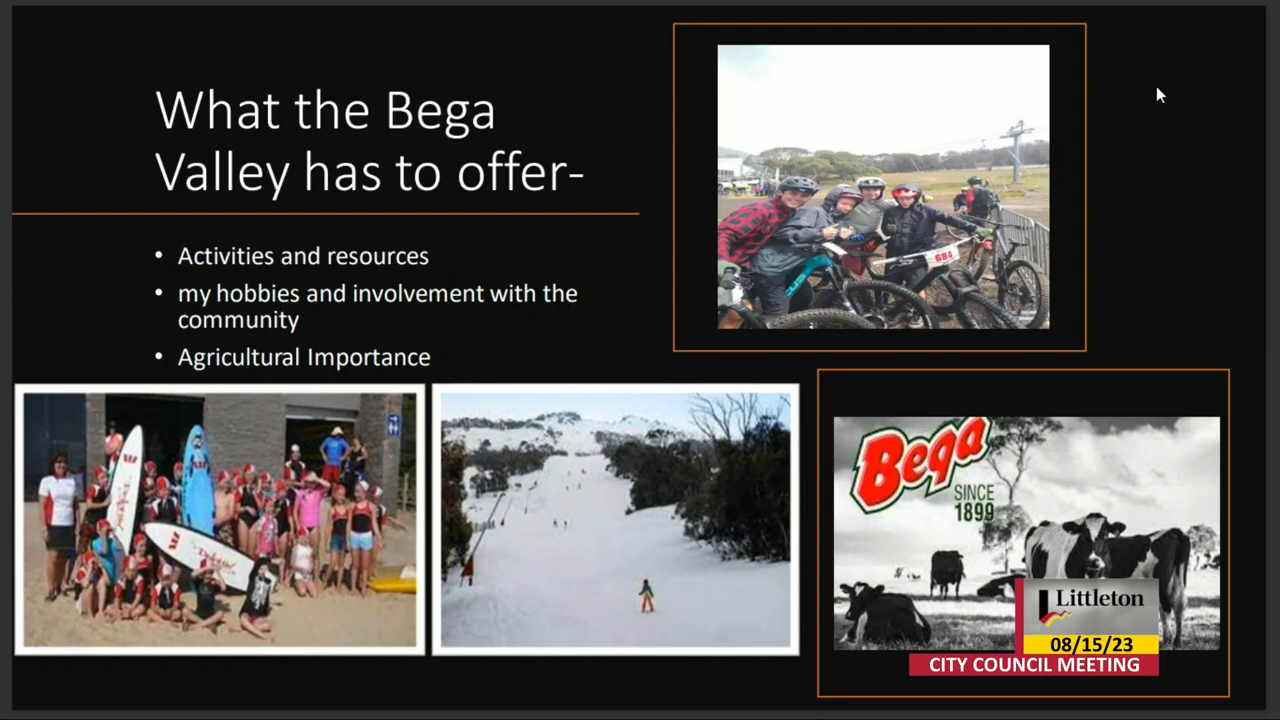 What the Bega
Valley has to offer-
• Activities and resources
• my hobbies and involvement with the
community
• Agricultural Importance
684
Bega
SINCE
1899
Littleton
08/15/23
CITY COUNCIL MEETING